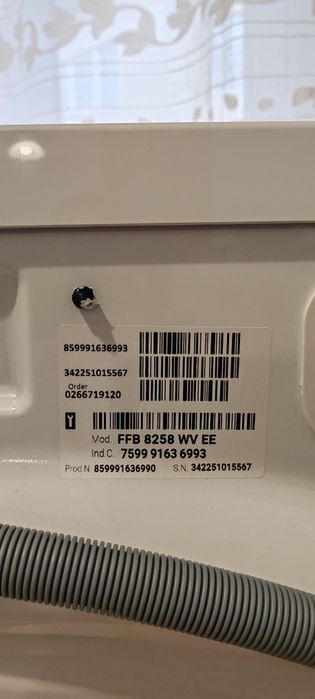 859991636993
342251015567
Order
0266719120
Mod. FFB 8258 WV EE
Ind.C. 7599 9163 6993
Prod.N. 859991636990 S.N. 342251015567